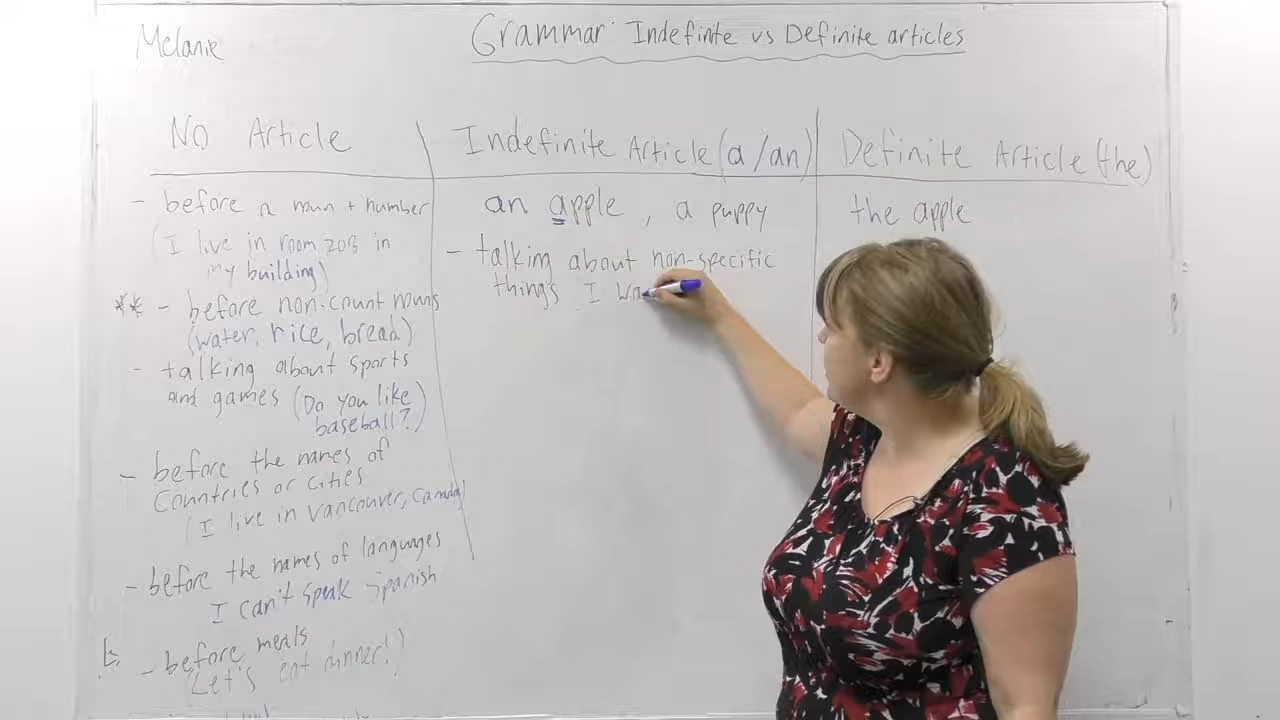 Melanie
Grammar: Indefinite vs Definite articles
No Article
- before a noun + number
(I live in room 203 in
my building)
** - before non-count nouns
(water, rice, bread)
- talking about sports
and games (Do you like
baseball?)
- before the names of
countries or cities
(I live in Vancouver, Canada)
- before the names of languages
I can't speak Spanish
- before meals
Let's eat dinner!)
Indefinite Article (a/an)
an apple, a puppy
- talking about non-specific
things. I wa
Definite Article (the)
the apple